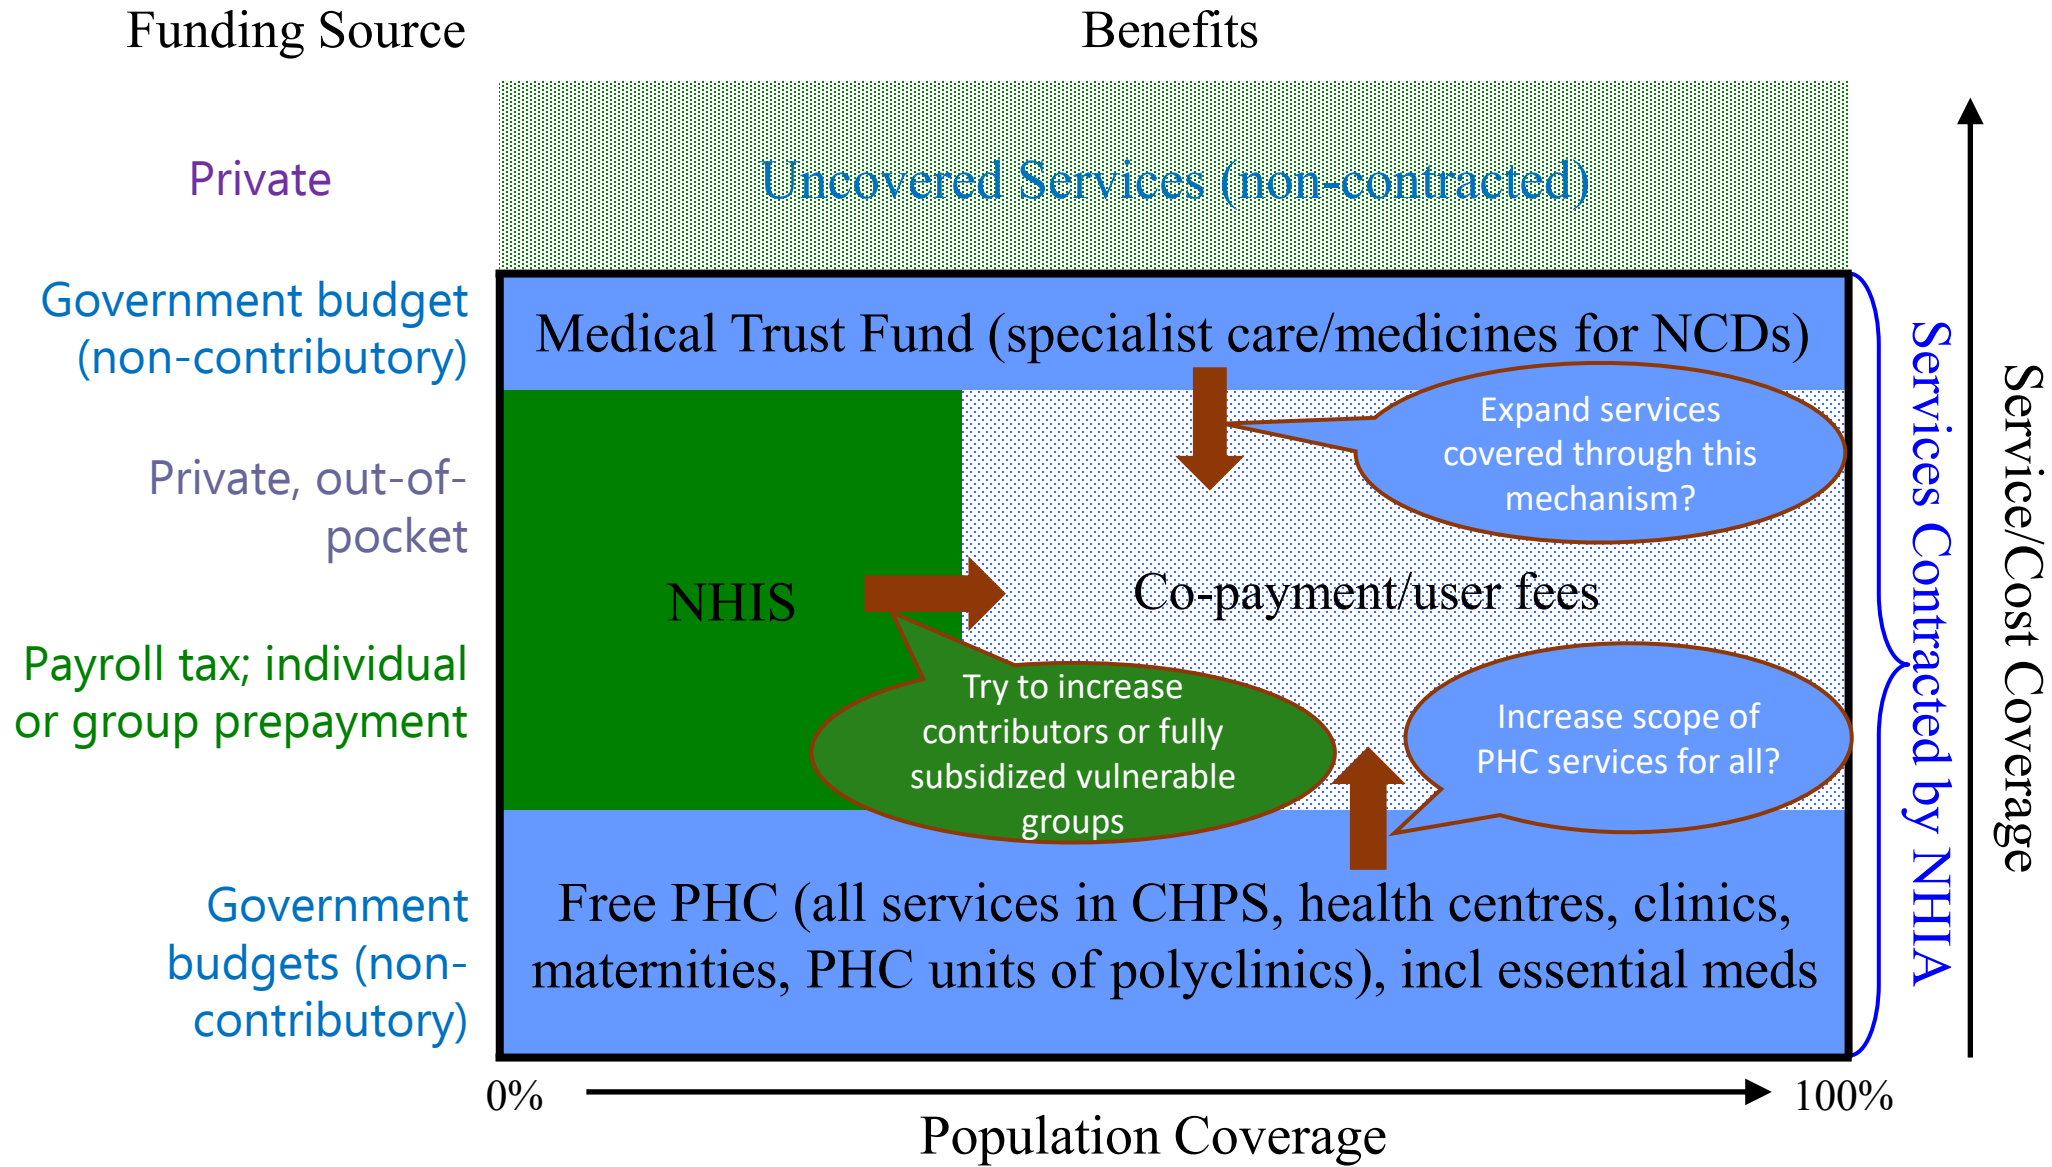 Funding Source
Benefits
Private
Uncovered Services (non-contracted)
Government budget
(non-contributory)
Medical Trust Fund (specialist care/medicines for NCDs)
Expand services
covered through this
mechanism?
Private, out-of-
pocket
NHIS
Co-payment/user fees
Payroll tax; individual
or group prepayment
Try to increase
contributors or fully
subsidized vulnerable
groups
Increase scope of
PHC services for all?
Government
budgets (non-
contributory)
Free PHC (all services in CHPS, health centres, clinics,
maternities, PHC units of polyclinics), incl essential meds
Services Contracted by NHIA
Service/Cost Coverage
0%
100%
Population Coverage